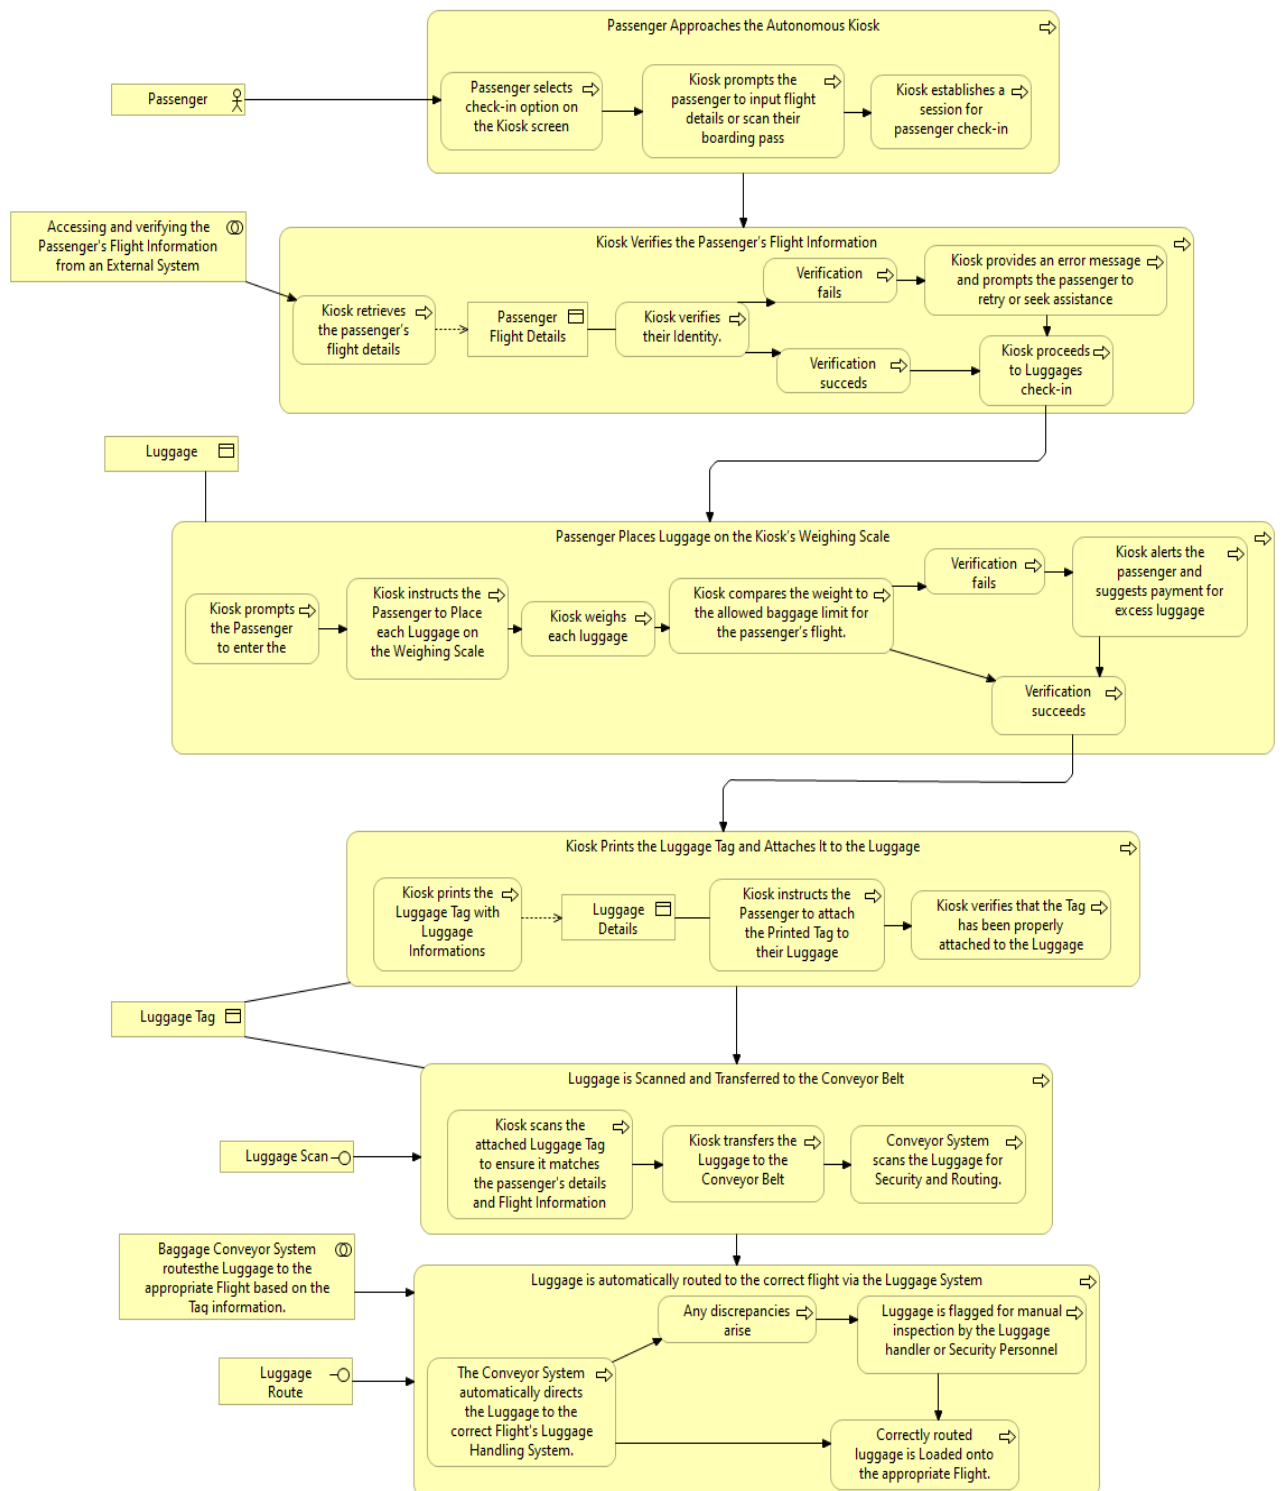 Passenger Approaches the Autonomous Kiosk
Passenger
Passenger selects
check-in option on
the Kiosk screen
Kiosk prompts the
passenger to input flight
details or scan their
boarding pass
Kiosk establishes a
session for
passenger check-in
Accessing and verifying the
Passenger's Flight Information
from an External System
Kiosk Verifies the Passenger's Flight Information
Kiosk retrieves
the passenger's
flight details
Passenger
Flight Details
Kiosk verifies
their Identity.
Verification
fails
Kiosk provides an error message
and prompts the passenger to
retry or seek assistance
Verification
succeds
Kiosk proceeds
to Luggages
check-in
Luggage
Passenger Places Luggage on the Kiosk's Weighing Scale
Kiosk prompts
the Passenger
to enter the
Kiosk instructs the
Passenger to Place
each Luggage on
the Weighing Scale
Kiosk weighs
each luggage
Kiosk compares the weight to
the allowed baggage limit for
the passenger's flight.
Verification
fails
Kiosk alerts the
passenger and
suggests payment for
excess luggage
Verification
succeeds
Kiosk Prints the Luggage Tag and Attaches It to the Luggage
Kiosk prints the
Luggage Tag with
Luggage
Informations
Luggage
Details
Kiosk instructs the
Passenger to attach
the Printed Tag to
their Luggage
Kiosk verifies that the Tag
has been properly
attached to the Luggage
Luggage Tag
Luggage is Scanned and Transferred to the Conveyor Belt
Luggage Scan
Kiosk scans the
attached Luggage Tag
to ensure it matches
the passenger's details
and Flight Information
Kiosk transfers the
Luggage to the
Conveyor Belt
Conveyor System
scans the Luggage for
Security and Routing.
Baggage Conveyor System
routesthe Luggage to the
appropriate Flight based on the
Tag information.
Luggage is automatically routed to the correct flight via the Luggage System
Luggage
Route
The Conveyor System
automatically directs
the Luggage to the
correct Flight's Luggage
Handling System.
Any discrepancies
arise
Luggage is flagged for manual
inspection by the Luggage
handler or Security Personnel
Correctly routed
luggage is Loaded onto
the appropriate Flight.